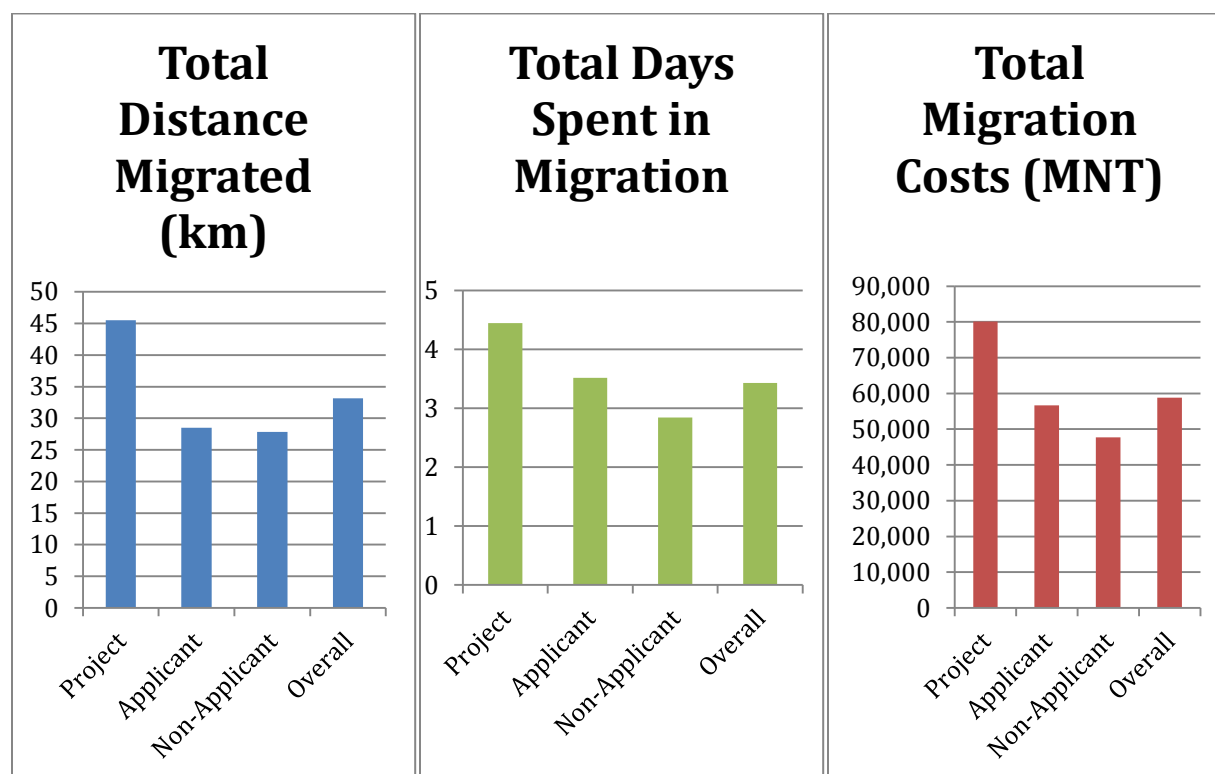 Total
Distance
Migrated
(km)
50
45
40
35
30
25
20
15
10
5
0
Project
Applicant
Non-Applicant
Overall
Total Days
Spent in
Migration
5
4
3
2
1
0
Project
Applicant
Non-Applicant
Overall
Total
Migration
Costs (MNT)
90,000
80,000
70,000
60,000
50,000
40,000
30,000
20,000
10,000
0
Project
Applicant
Non-Applicant
Overall